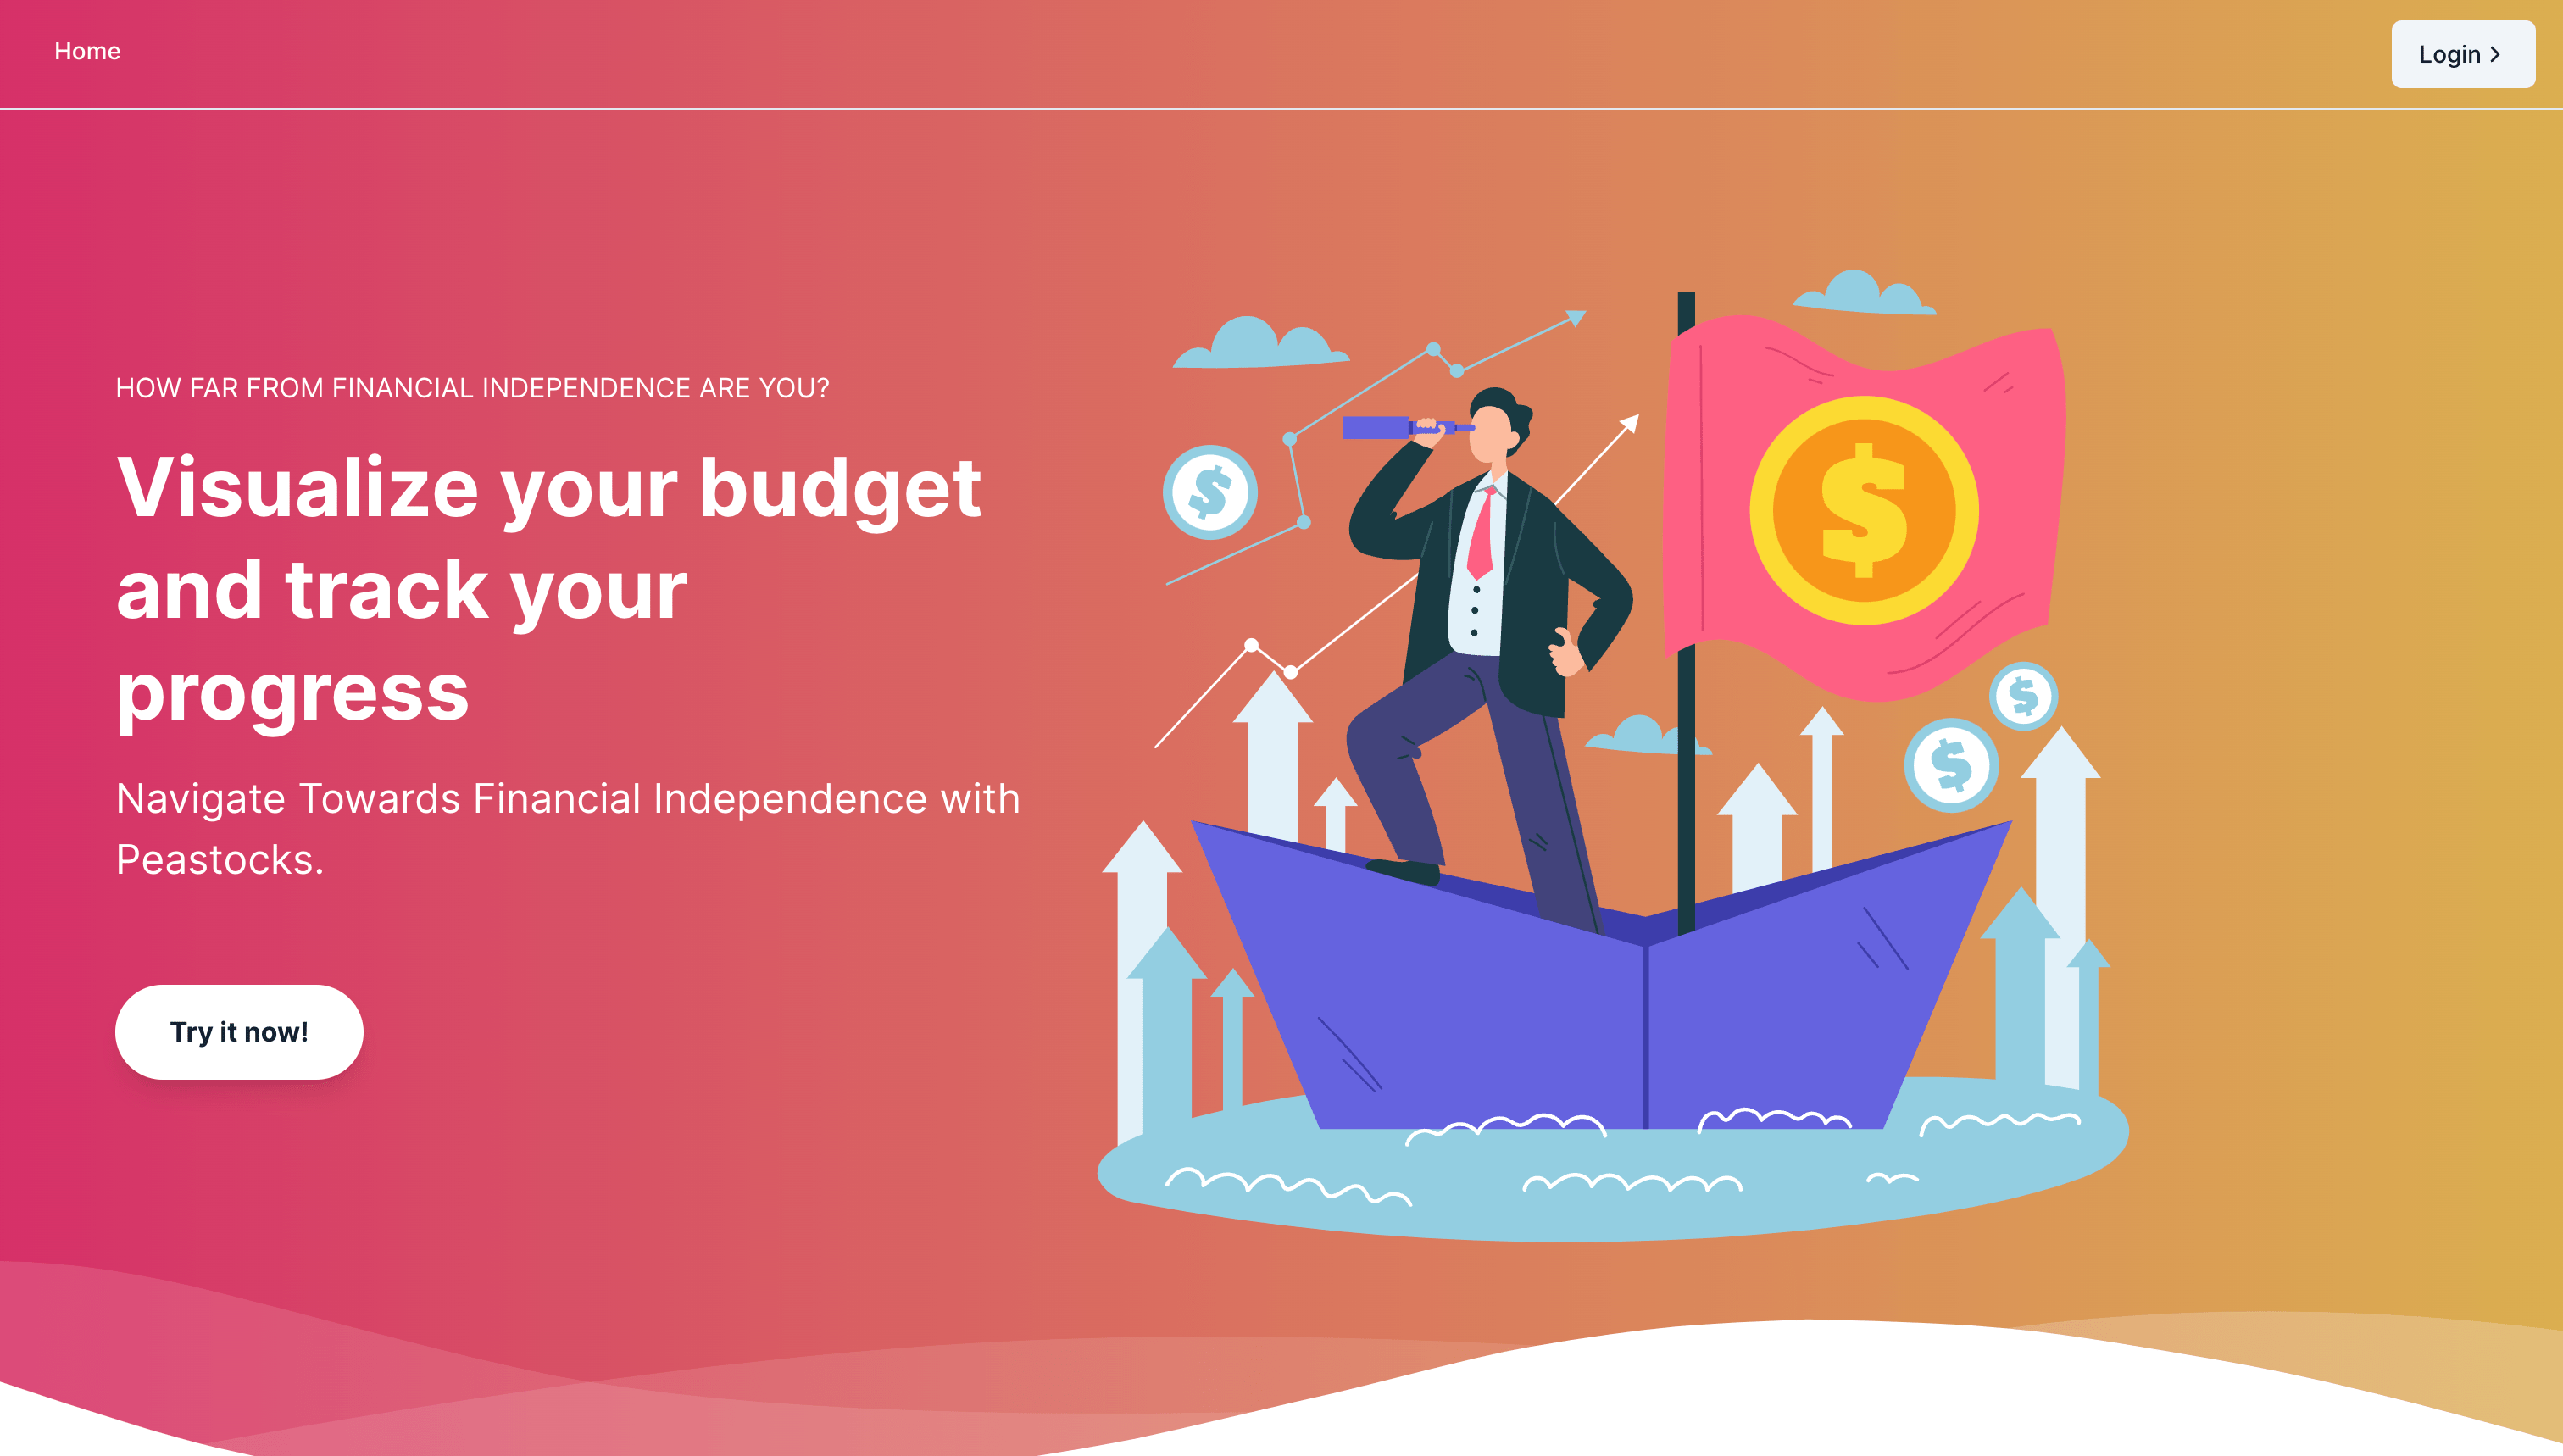 Home
Login
HOW FAR FROM FINANCIAL INDEPENDENCE ARE YOU?
Visualize your budget
and track your
progress
Navigate Towards Financial Independence with
Peastocks.
Try it now!
$
$
$
$